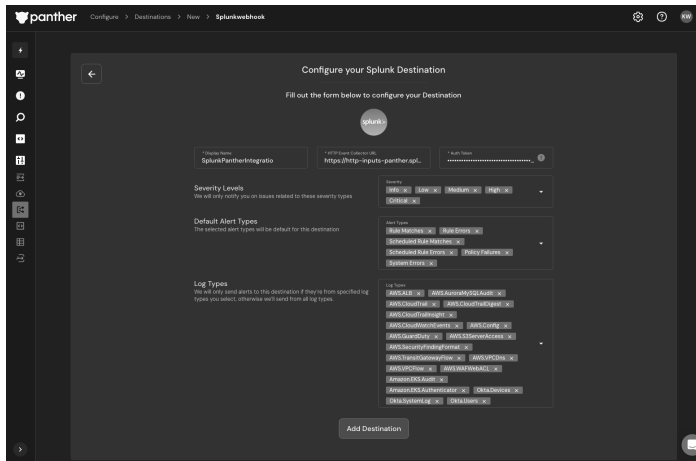 panther
Configure > Destinations > New > Splunkwebhook
KW
Configure your Splunk Destination
Fill out the form below to configure your Destination
splunk>
* Display Name
SplunkPantherIntegratio
* HTTP Event Collector URL
https://http-inputs-panther.spl...
* Auth Token
Severity Levels
We will only notify you on issues related to these severity types
Severity
Info x Low x Medium x High x
Critical x
Default Alert Types
The selected alert types will be default for this destination
Alert Types
Rule Matches x Rule Errors x
Scheduled Rule Matches x
Scheduled Rule Errors x Policy Failures x
System Errors x
Log Types
We will only send alerts to this destination if they're from specified log
types you select, otherwise we'll send from all log types.
Log Types
AWS.ALB x AWS.AuroraMySQLAudit x
AWS.CloudTrail x AWS.CloudTrailDigest x
AWS.CloudTrailInsight x
AWS.CloudWatchEvents x AWS.Config x
AWS.GuardDuty x AWS.S3ServerAccess x
AWS.SecurityFindingFormat x
AWS.TransitGatewayFlow x AWS.VPCDns x
AWS.VPCFlow x AWS.WAFWebACL x
Amazon.EKS.Audit x
Amazon.EKS.Authenticator x Okta.Devices x
Okta.SystemLog x Okta.Users x
Add Destination